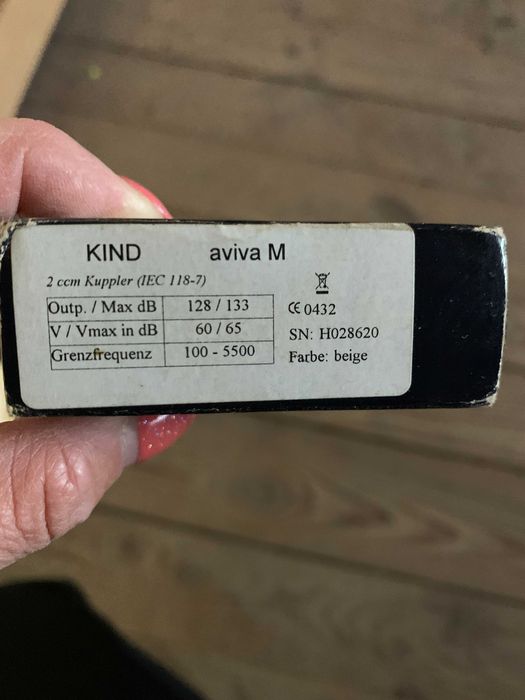 KIND aviva M
2 ccm Kuppler (IEC 118-7)
Outp. / Max dB 128 / 133
V / Vmax in dB 60 / 65
Grenzfrequenz 100 - 5500
CE 0432
SN: H028620
Farbe: beige